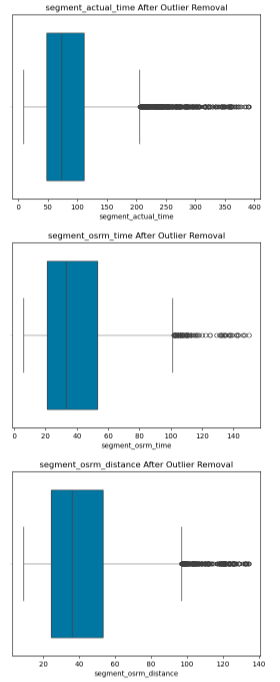 segment_actual_time After Outlier Removal
0 50 100 150 200 250 300 350 400
segment_actual_time
segment_osrm_time After Outlier Removal
0 20 40 60 80 100 120 140
segment_osrm_time
segment_osrm_distance After Outlier Removal
20 40 60 80 100 120 140
segment_osrm_distance